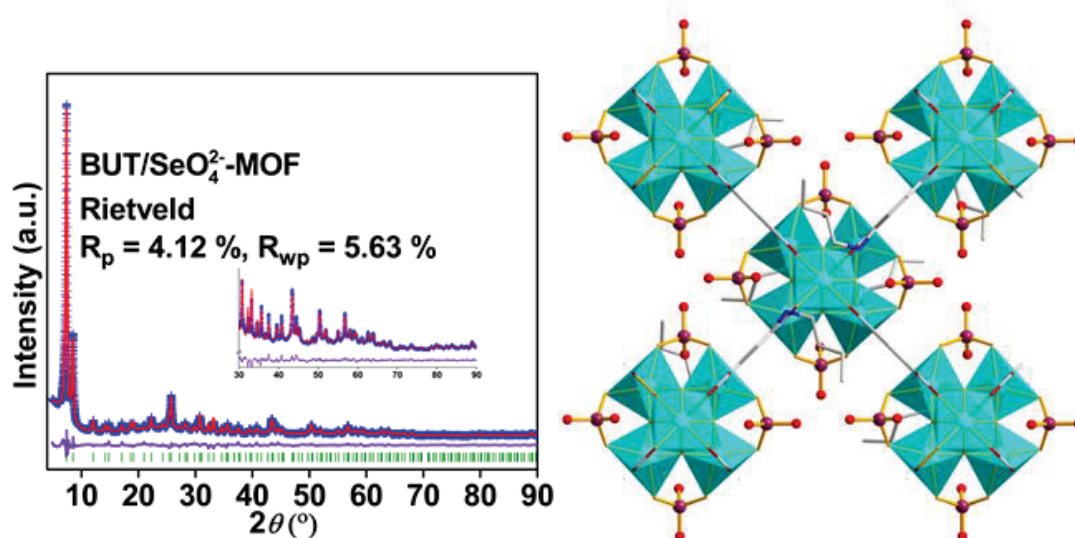 BUT/SeO₄²⁻-MOF
Rietveld
Rₚ = 4.12 %, R_wp = 5.63 %
Intensity (a.u.)
30 40 50 60 70 80 90
10 20 30 40 50 60 70 80 90
2θ (°)